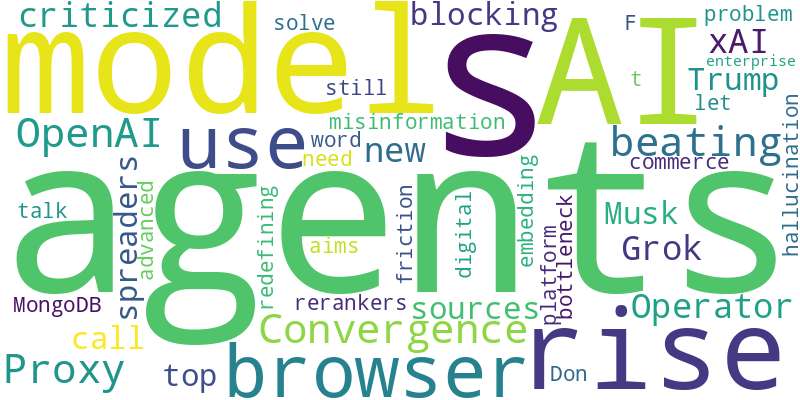 criticized solve blocking F problem
model s AI xAI
enterprise
still t Trump
let
OpenAI misinformation
use word new beating
need commerce
agents
spreaders advanced redefining friction digital embedding hallucination
talk aims Musk
Grok
platform bottleneck
MongoDB rerankers sources Operator
call Convergence rise
Proxy top browser Don